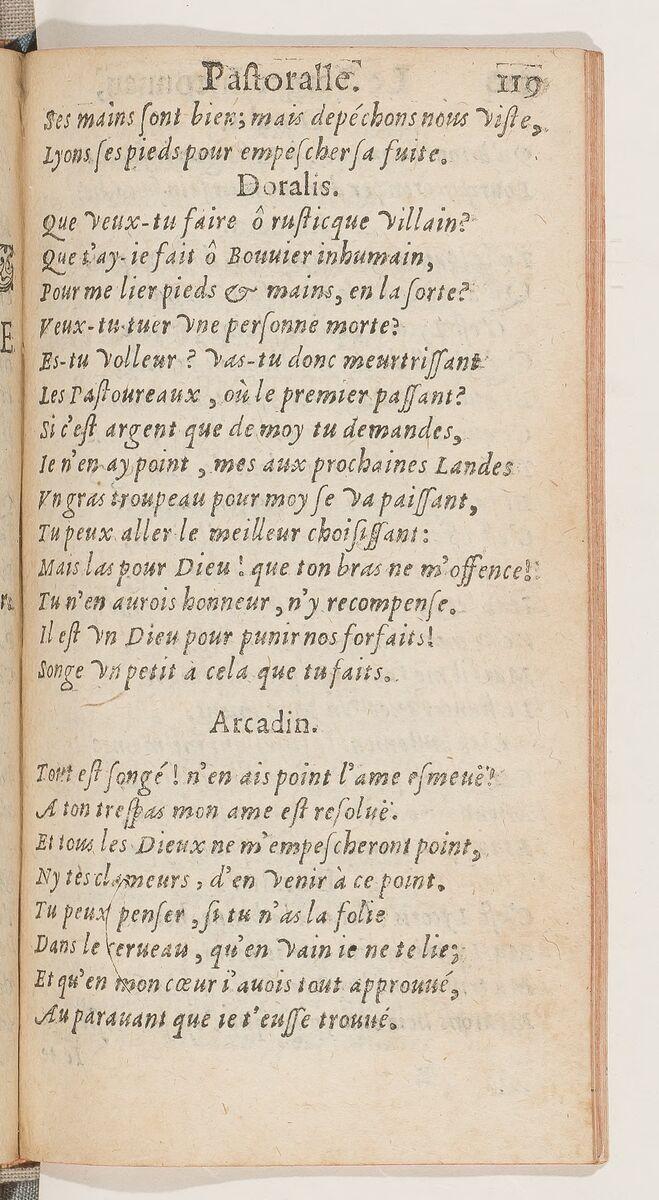 Pastoralle. 119
Ses mains sont bien; mais depéchons nous viste,
Lyons ses pieds pour empescher sa fuite.
Doralis.
Que veux-tu faire ô rusticque villain?
Que t'ay-ie fait ô Bouuier inhumain,
Pour me lier pieds & mains, en la sorte?
Veux-tu tuer vne personne morte?
Es-tu volleur? vas-tu donc meurtrissant
Les Pastoureaux, où le premier passant?
Si c'est argent que de moy tu demandes,
Ie n'en ay point, mes aux prochaines Landes
Vn gras troupeau pour moy se va paissant,
Tu peux aller le meilleur choisissant:
Mais las pour Dieu! que ton bras ne m'offence!
Tu n'en aurois honneur, n'y recompense.
Il est vn Dieu pour punir nos forfaits!
Songe vn petit à cela que tu faits.
Arcadin.
Tout est songé! n'en ais point l'ame esmeuë!
A ton trespas mon ame est resoluë.
Et tous les Dieux ne m'empescheront point,
Ny tes clameurs, d'en venir à ce point.
Tu peux penser, si tu n'as la folie
Dans le cerueau, qu'en vain ie ne te lie;
Et qu'en mon cœur i'auois tout approuué,
Auparauant que ie t'eusse trouué.